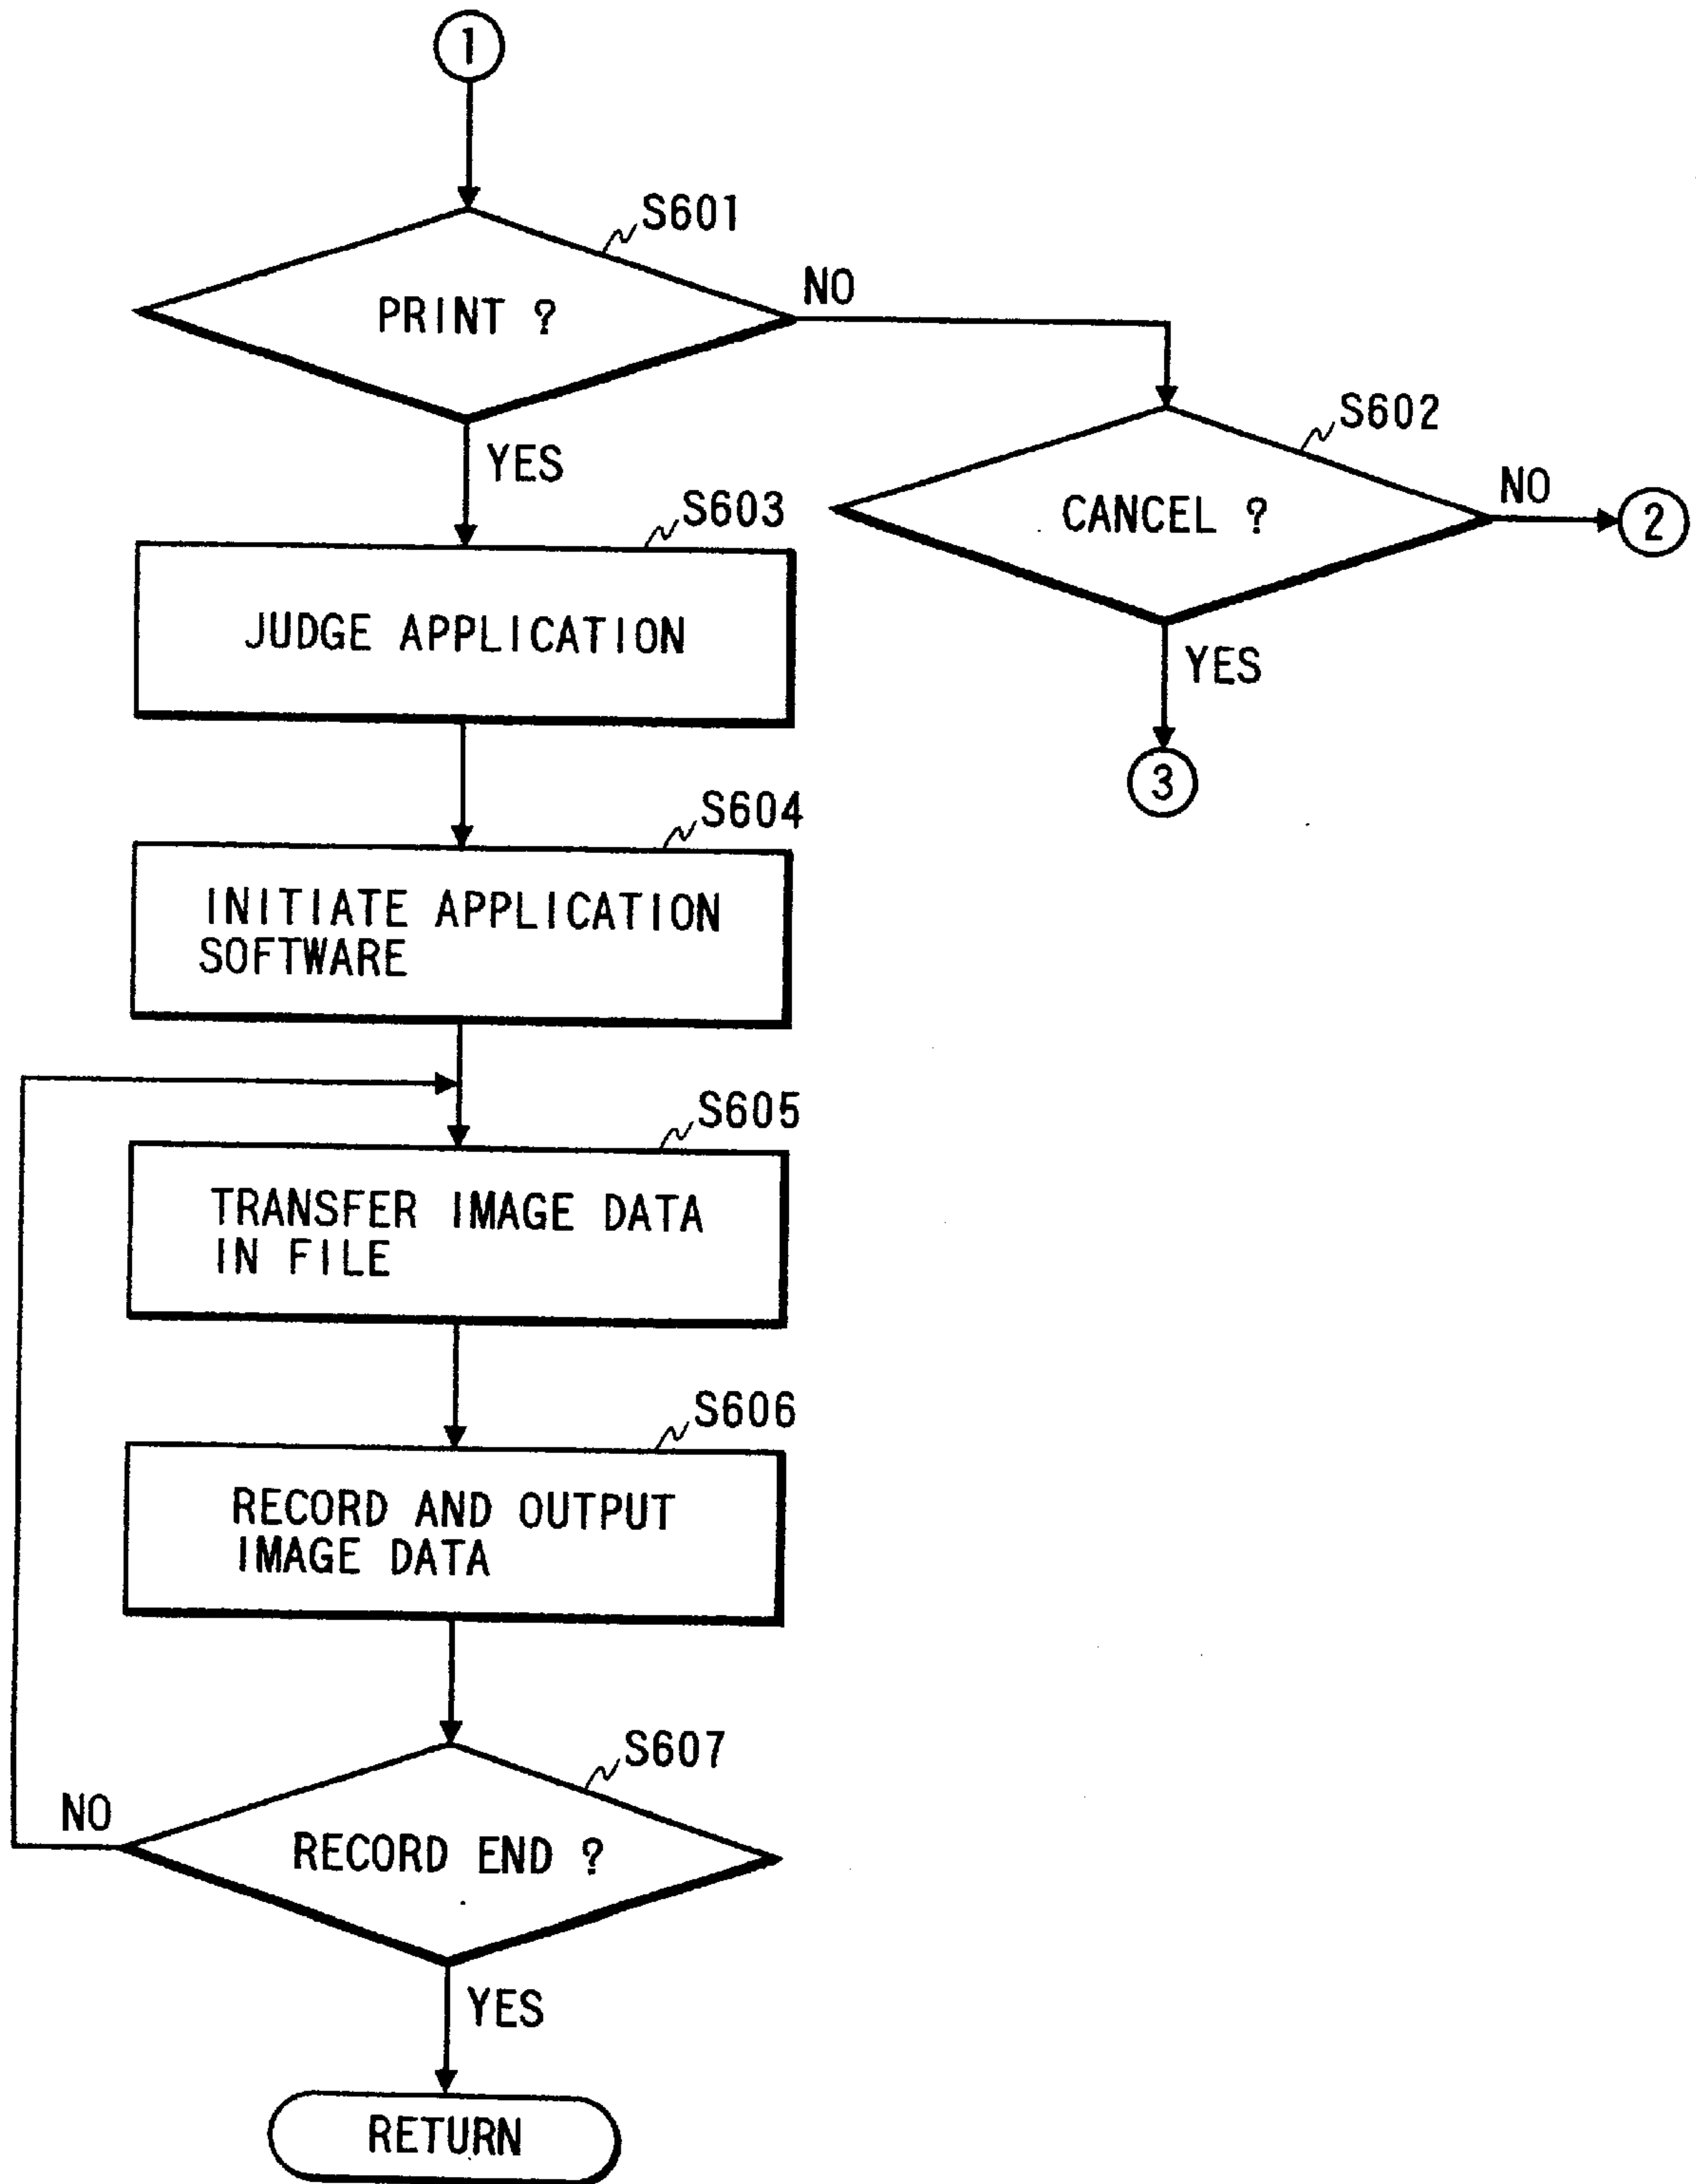 1
S601
PRINT ?
NO
YES
S602
CANCEL ?
NO
2
YES
3
S603
JUDGE APPLICATION
S604
INITIATE APPLICATION
SOFTWARE
S605
TRANSFER IMAGE DATA
IN FILE
S606
RECORD AND OUTPUT
IMAGE DATA
S607
NO
RECORD END ?
YES
RETURN